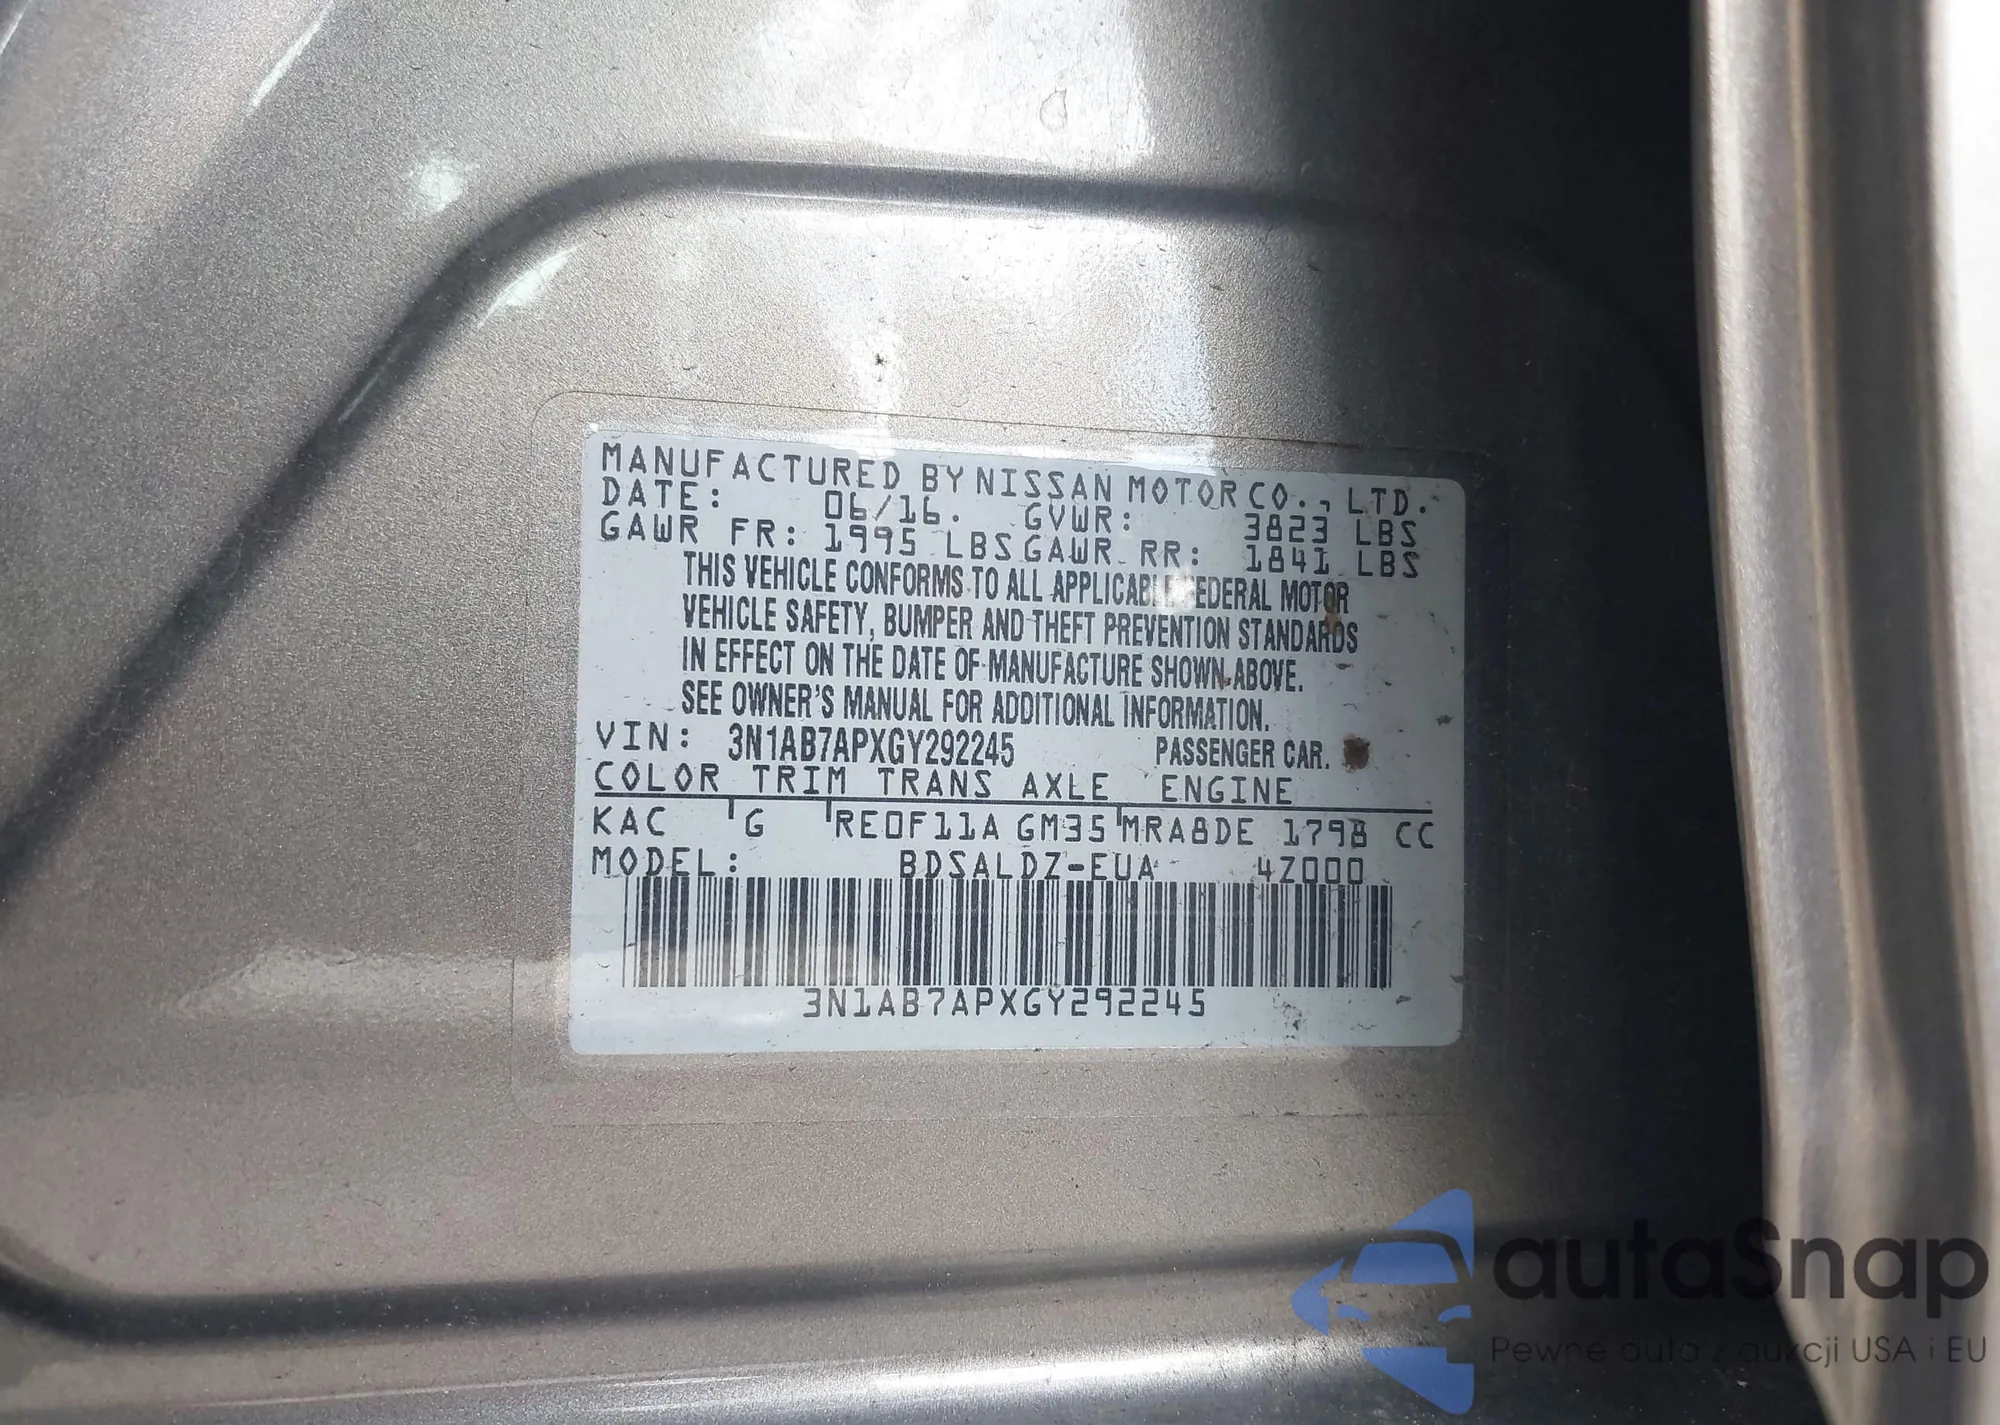 MANUFACTURED BY NISSAN MOTOR CO., LTD.
DATE: 06/16. GVWR: 3823 LBS
GAWR FR: 1995 LBS GAWR RR: 1841 LBS
THIS VEHICLE CONFORMS TO ALL APPLICABLE FEDERAL MOTOR
VEHICLE SAFETY, BUMPER AND THEFT PREVENTION STANDARDS
IN EFFECT ON THE DATE OF MANUFACTURE SHOWN ABOVE.
SEE OWNER'S MANUAL FOR ADDITIONAL INFORMATION.
VIN: 3N1AB7APXGY292245 PASSENGER CAR.
COLOR TRIM TRANS AXLE ENGINE
KAC G RE0F11A GM35 MRA8DE 1798 CC
MODEL: BDSALDZ-EUA 4Z000
3N1AB7APXGY292245
autaSnap
Pewne auta z aukcji USA i EU